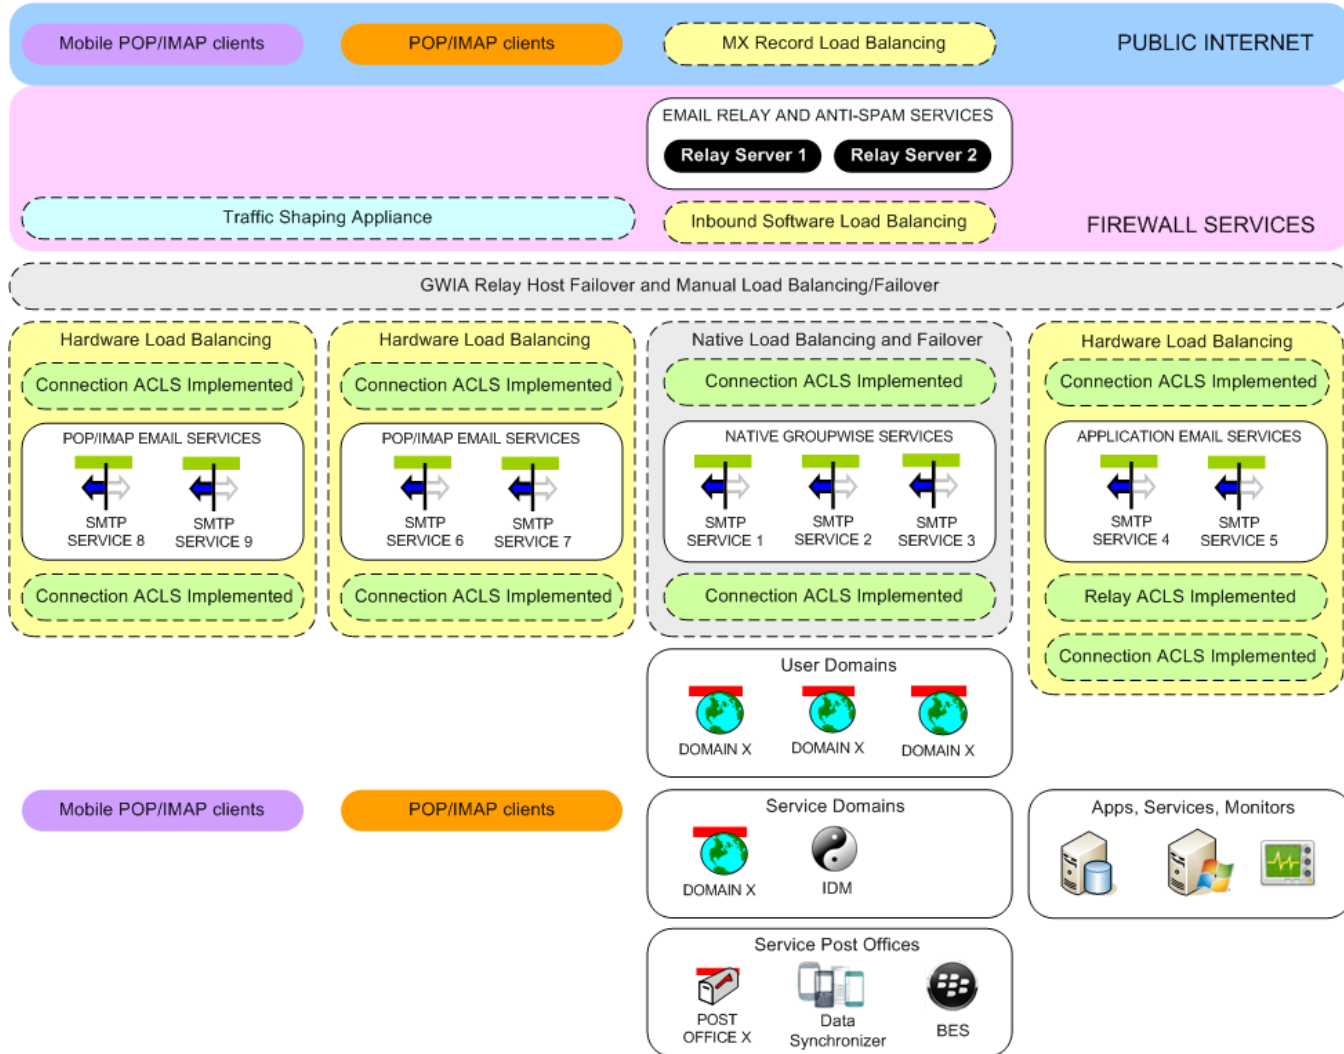 Mobile POP/IMAP clients
POP/IMAP clients
MX Record Load Balancing
PUBLIC INTERNET
EMAIL RELAY AND ANTI-SPAM SERVICES
Relay Server 1
Relay Server 2
Traffic Shaping Appliance
Inbound Software Load Balancing
FIREWALL SERVICES
GWIA Relay Host Failover and Manual Load Balancing/Failover
Hardware Load Balancing
Connection ACLS Implemented
POP/IMAP EMAIL SERVICES
SMTP
SERVICE 8
SMTP
SERVICE 9
Connection ACLS Implemented
Hardware Load Balancing
Connection ACLS Implemented
POP/IMAP EMAIL SERVICES
SMTP
SERVICE 6
SMTP
SERVICE 7
Connection ACLS Implemented
Native Load Balancing and Failover
Connection ACLS Implemented
NATIVE GROUPWISE SERVICES
SMTP
SERVICE 1
SMTP
SERVICE 2
SMTP
SERVICE 3
Connection ACLS Implemented
Hardware Load Balancing
Connection ACLS Implemented
APPLICATION EMAIL SERVICES
SMTP
SERVICE 4
SMTP
SERVICE 5
Relay ACLS Implemented
Connection ACLS Implemented
User Domains
DOMAIN X
DOMAIN X
DOMAIN X
Mobile POP/IMAP clients
POP/IMAP clients
Service Domains
DOMAIN X
IDM
Apps, Services, Monitors
Service Post Offices
POST
OFFICE X
Data
Synchronizer
BES